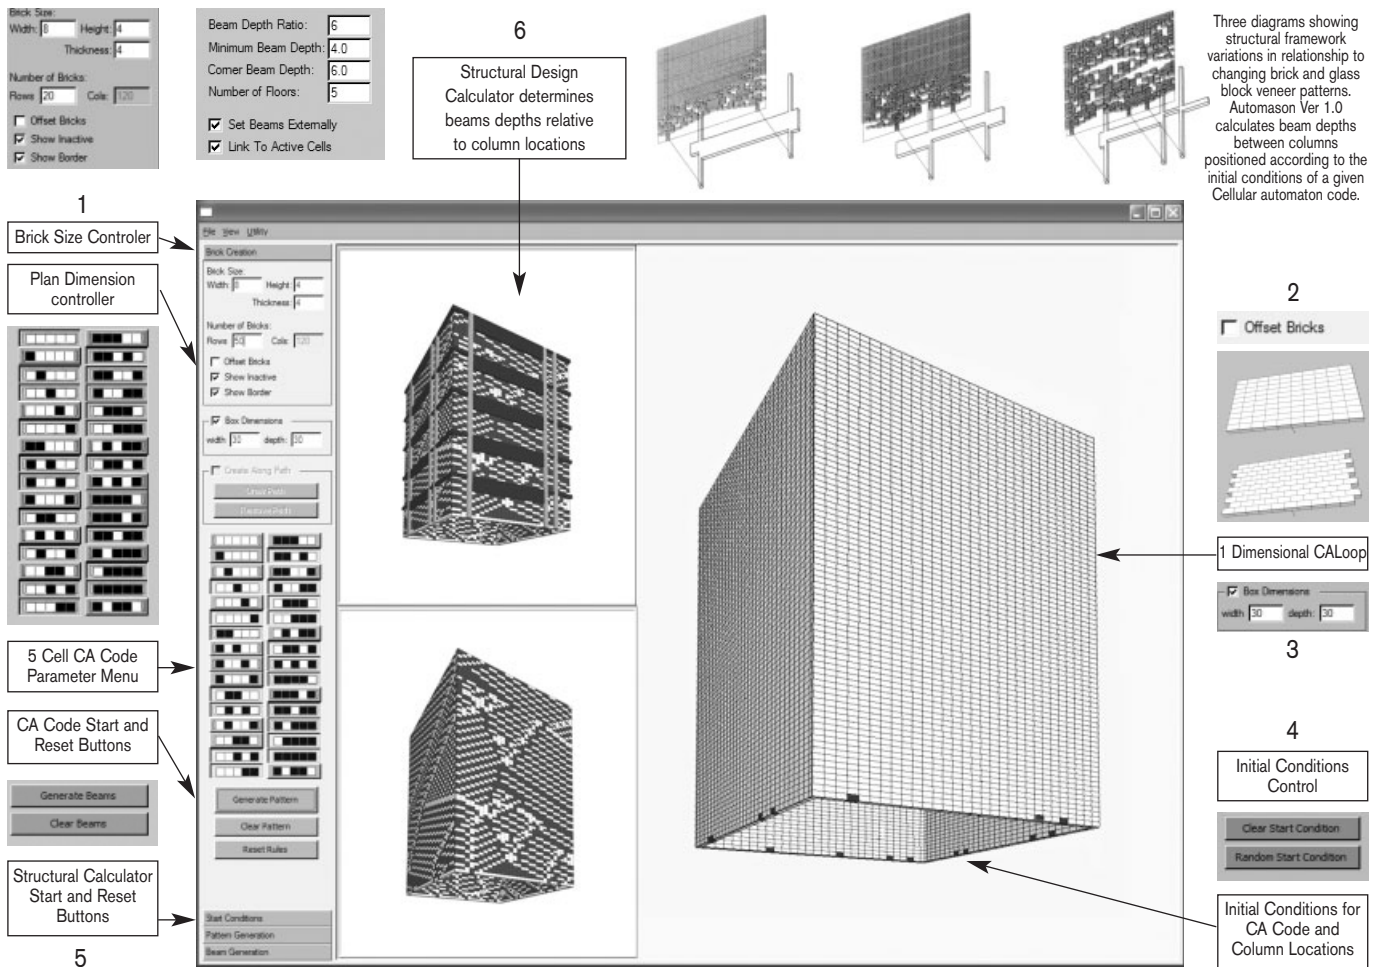 Brick Size:
Width: 8 Height: 4
Thickness: 4
Number of Bricks:
Rows 20 Cols: 120
Offset Bricks
Show Inactive
Show Border
Beam Depth Ratio: 6
Minimum Beam Depth: 4.0
Corner Beam Depth: 6.0
Number of Floors: 5
Set Beams Externally
Link To Active Cells
6
Structural Design
Calculator determines
beams depths relative
to column locations
Three diagrams showing
structural framework
variations in relationship to
changing brick and glass
block veneer patterns.
Automason Ver 1.0
calculates beam depths
between columns
positioned according to the
initial conditions of a given
Cellular automaton code.
1
Brick Size Controler
Plan Dimension
controller
5 Cell CA Code
Parameter Menu
CA Code Start and
Reset Buttons
Generate Beams
Clear Beams
Structural Calculator
Start and Reset
Buttons
5
File View Utility
Brick Creation
Brick Size:
Width: 8 Height: 4
Thickness: 4
Number of Bricks:
Rows 50 Cols: 120
Offset Bricks
Show Inactive
Show Border
Box Dimensions
width 30 depth: 30
Create Along Path
Generate Pattern
Clear Pattern
Reset Rules
Start Conditions
Pattern Generation
Beam Generation
2
Offset Bricks
1 Dimensional CALoop
Box Dimensions
width 30 depth: 30
3
4
Initial Conditions
Control
Clear Start Condition
Random Start Condition
Initial Conditions for
CA Code and
Column Locations